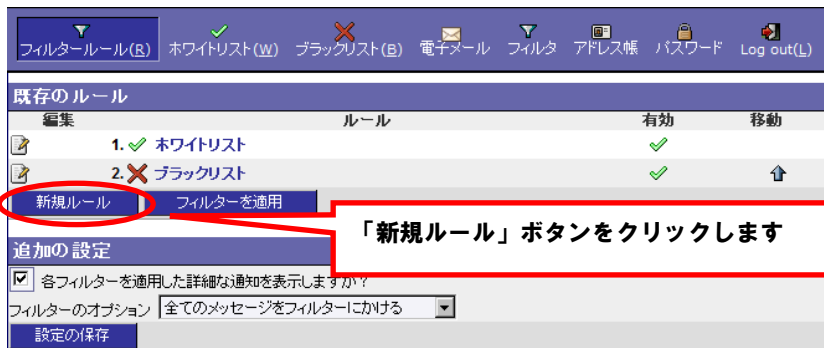 フィルタールール(R) ホワイトリスト(W) ブラックリスト(B) 電子メール フィルタ アドレス帳 パスワード Log out(L)
既存のルール
編集 ルール 有効 移動
1. ホワイトリスト
2. ブラックリスト
新規ルール フィルターを適用
「新規ルール」ボタンをクリックします
追加の設定
各フィルターを適用した詳細な通知を表示しますか?
フィルターのオプション 全てのメッセージをフィルターにかける
設定の保存